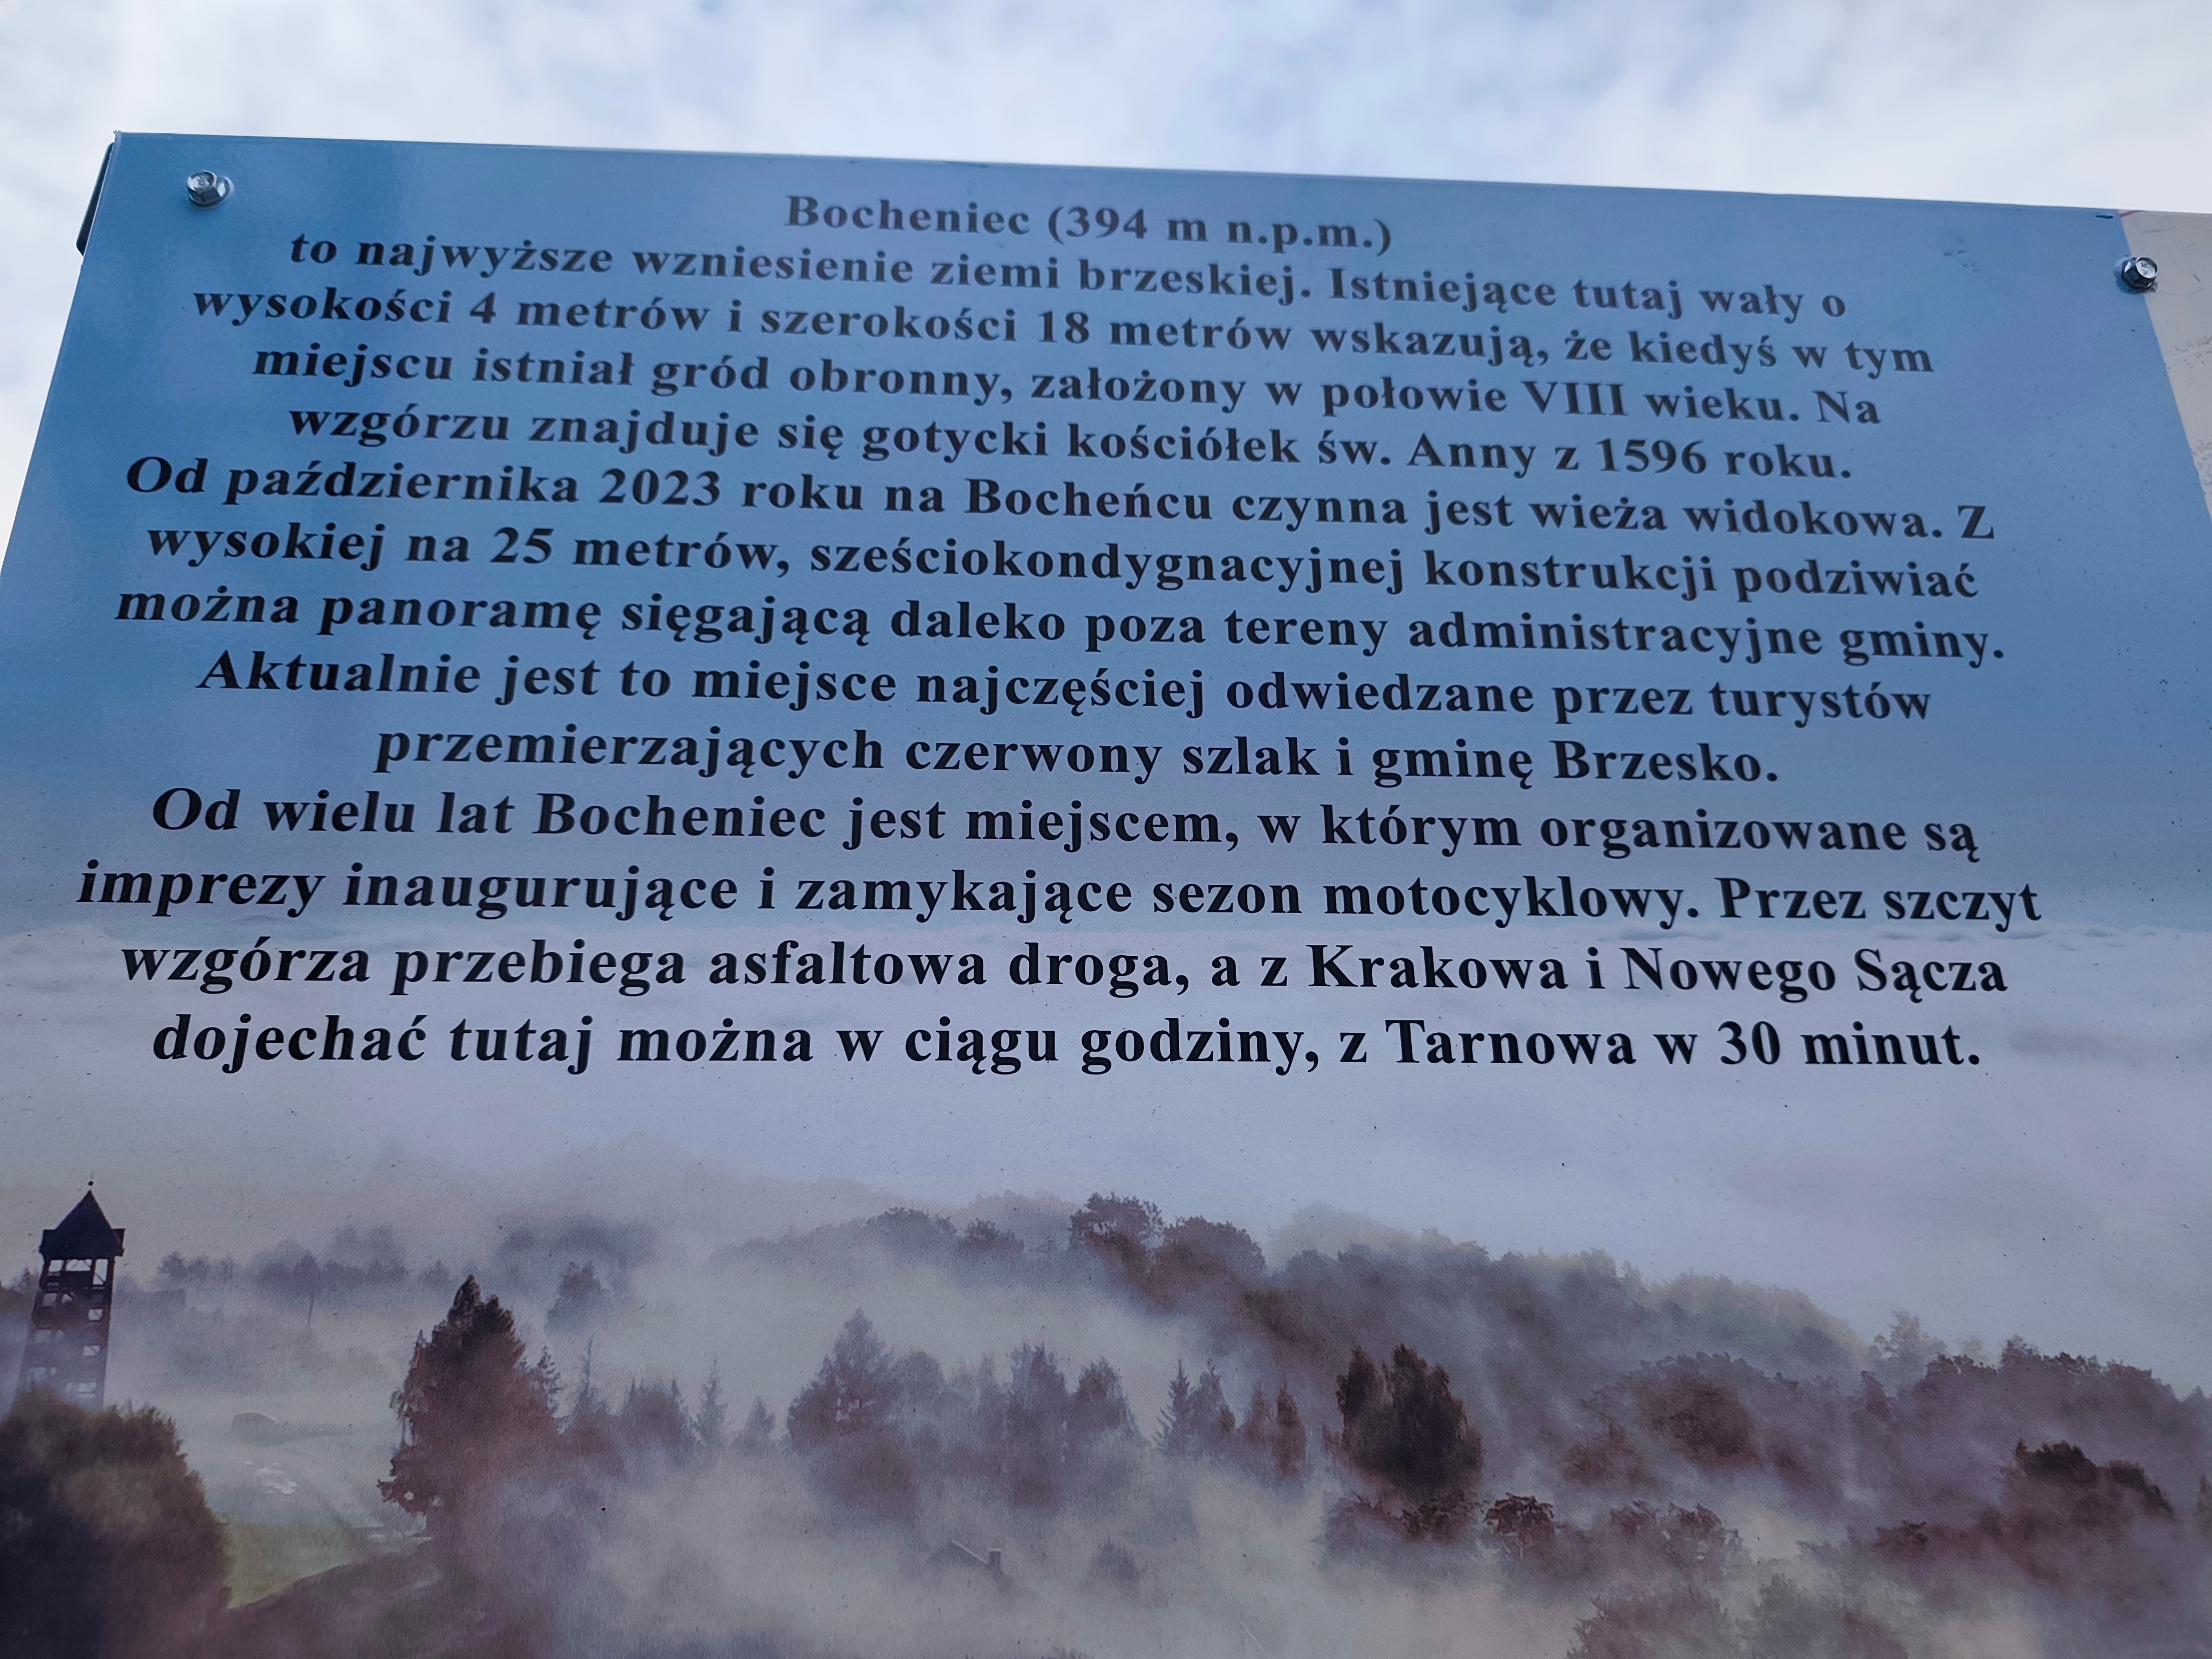 Bocheniec (394 m n.p.m.)
to najwyższe wzniesienie ziemi brzeskiej. Istniejące tutaj wały o
wysokości 4 metrów i szerokości 18 metrów wskazują, że kiedyś w tym
miejscu istniał gród obronny, założony w połowie VIII wieku. Na
wzgórzu znajduje się gotycki kościółek św. Anny z 1596 roku.
Od października 2023 roku na Bocheńcu czynna jest wieża widokowa. Z
wysokiej na 25 metrów, sześciokondygnacyjnej konstrukcji podziwiać
można panoramę sięgającą daleko poza tereny administracyjne gminy.
Aktualnie jest to miejsce najczęściej odwiedzane przez turystów
przemierzających czerwony szlak i gminę Brzesko.
Od wielu lat Bocheniec jest miejscem, w którym organizowane są
imprezy inaugurujące i zamykające sezon motocyklowy. Przez szczyt
wzgórza przebiega asfaltowa droga, a z Krakowa i Nowego Sącza
dojechać tutaj można w ciągu godziny, z Tarnowa w 30 minut.